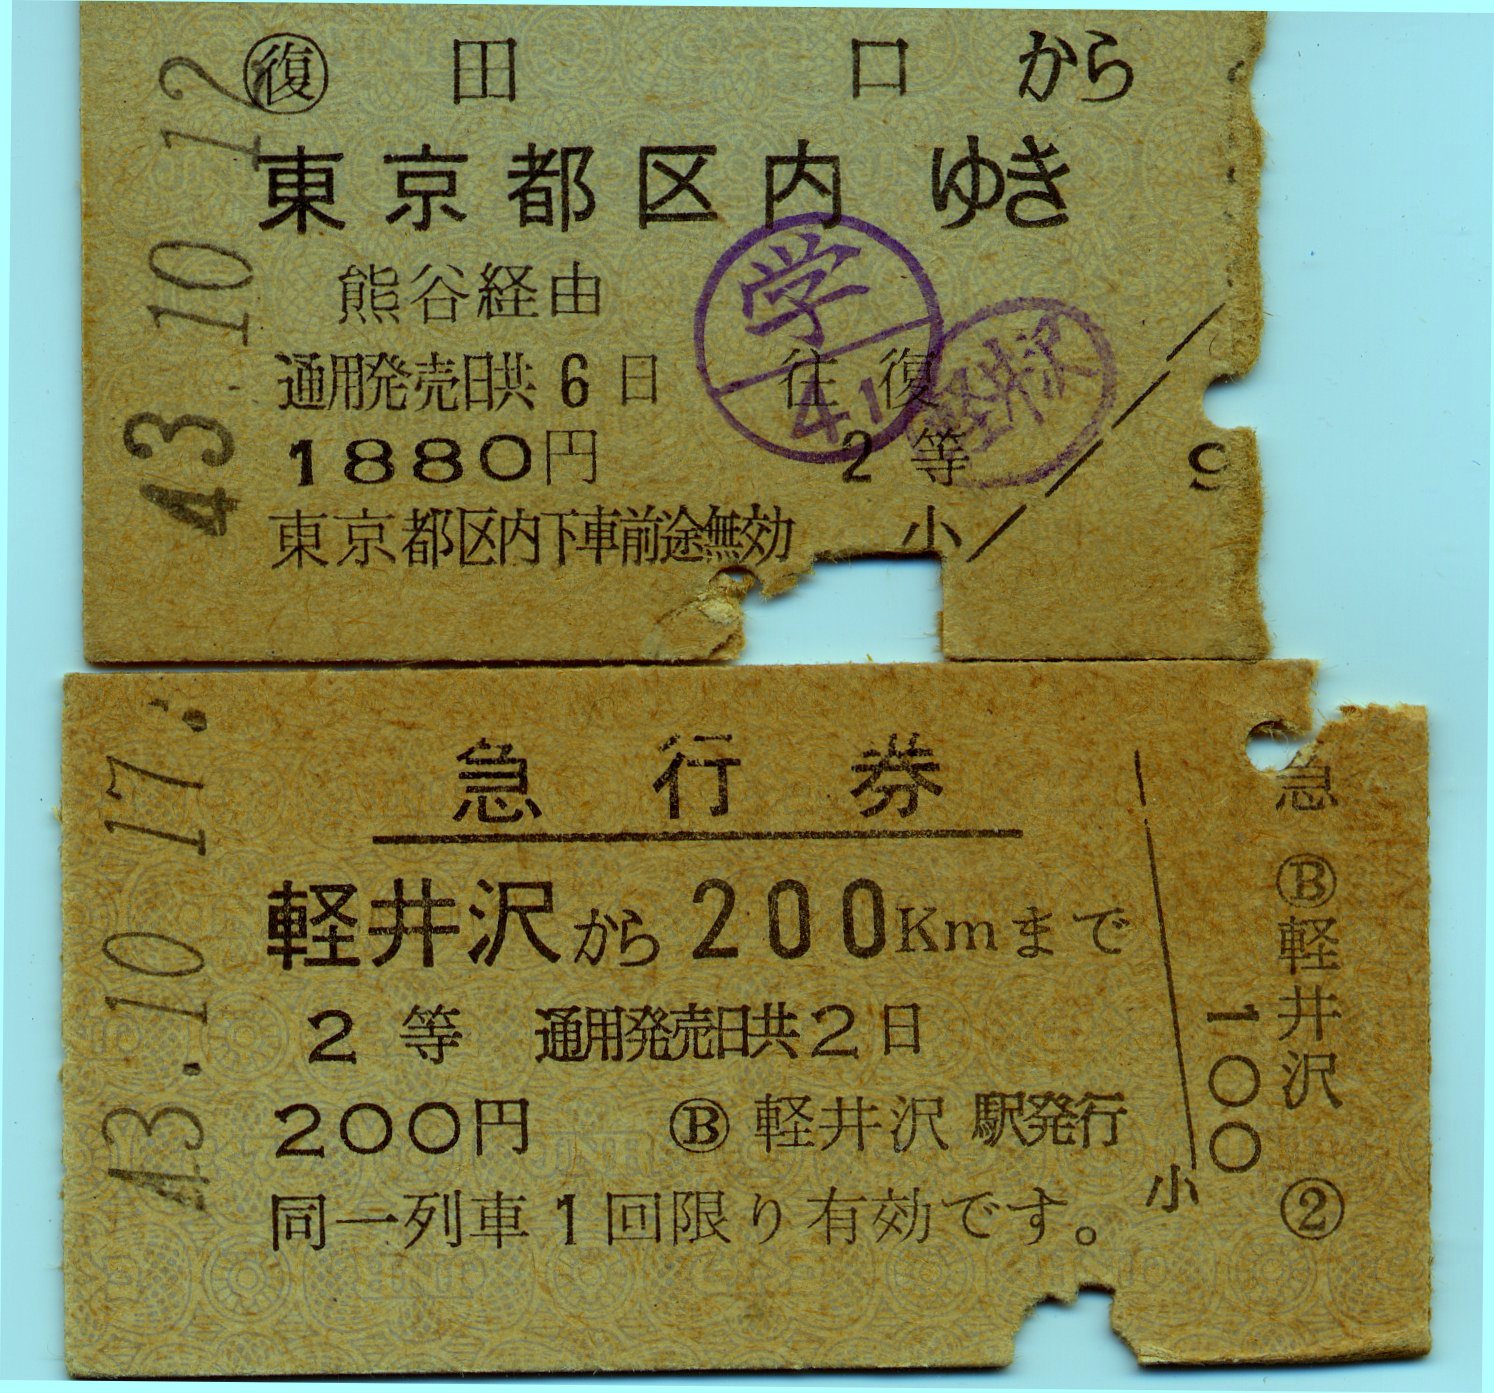 43 10 12
㊝ 田 口 から
東京都区内 ゆき
熊谷経由
通用発売日共 6 日 往 復
1880円 2 等
東京都区内下車前途無効 小
9
学
41
軽井沢
43.10 17.
急行券
軽井沢から200Kmまで
2 等 通用発売日共2日
200円 Ⓑ 軽井沢 駅発行
同一列車1回限り有効です。
小
100
急 Ⓑ 軽井沢 ②